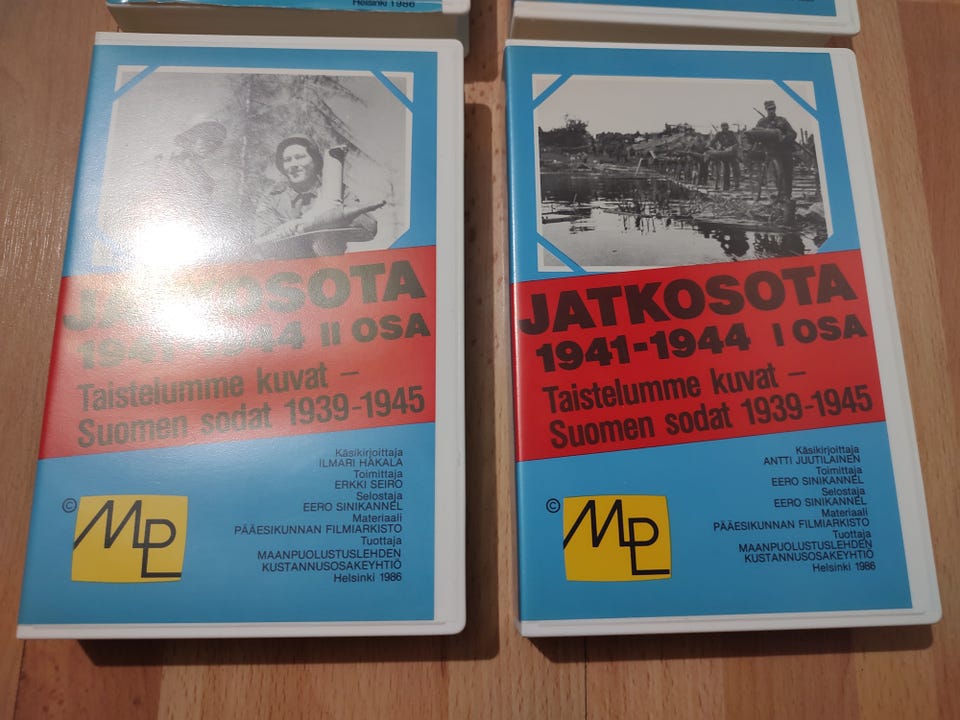 Helsinki 1986
JATKOSOTA
1941-1944 II OSA
Taistelumme kuvat –
Suomen sodat 1939-1945
Käsikirjoittaja
ILMARI HAKALA
Toimittaja
ERKKI SEIRO
Selostaja
EERO SINIKANNEL
Materiaali
PÄÄESIKUNNAN FILMIARKISTO
Tuottaja
MAANPUOLUSTUSLEHDEN
KUSTANNUSOSAKEYHTIÖ
Helsinki 1986
© MPL
JATKOSOTA
1941-1944 I OSA
Taistelumme kuvat –
Suomen sodat 1939-1945
Käsikirjoittaja
ANTTI JUUTILAINEN
Toimittaja
EERO SINIKANNEL
Selostaja
EERO SINIKANNEL
Materiaali
PÄÄESIKUNNAN FILMIARKISTO
Tuottaja
MAANPUOLUSTUSLEHDEN
KUSTANNUSOSAKEYHTIÖ
Helsinki 1986
© MPL